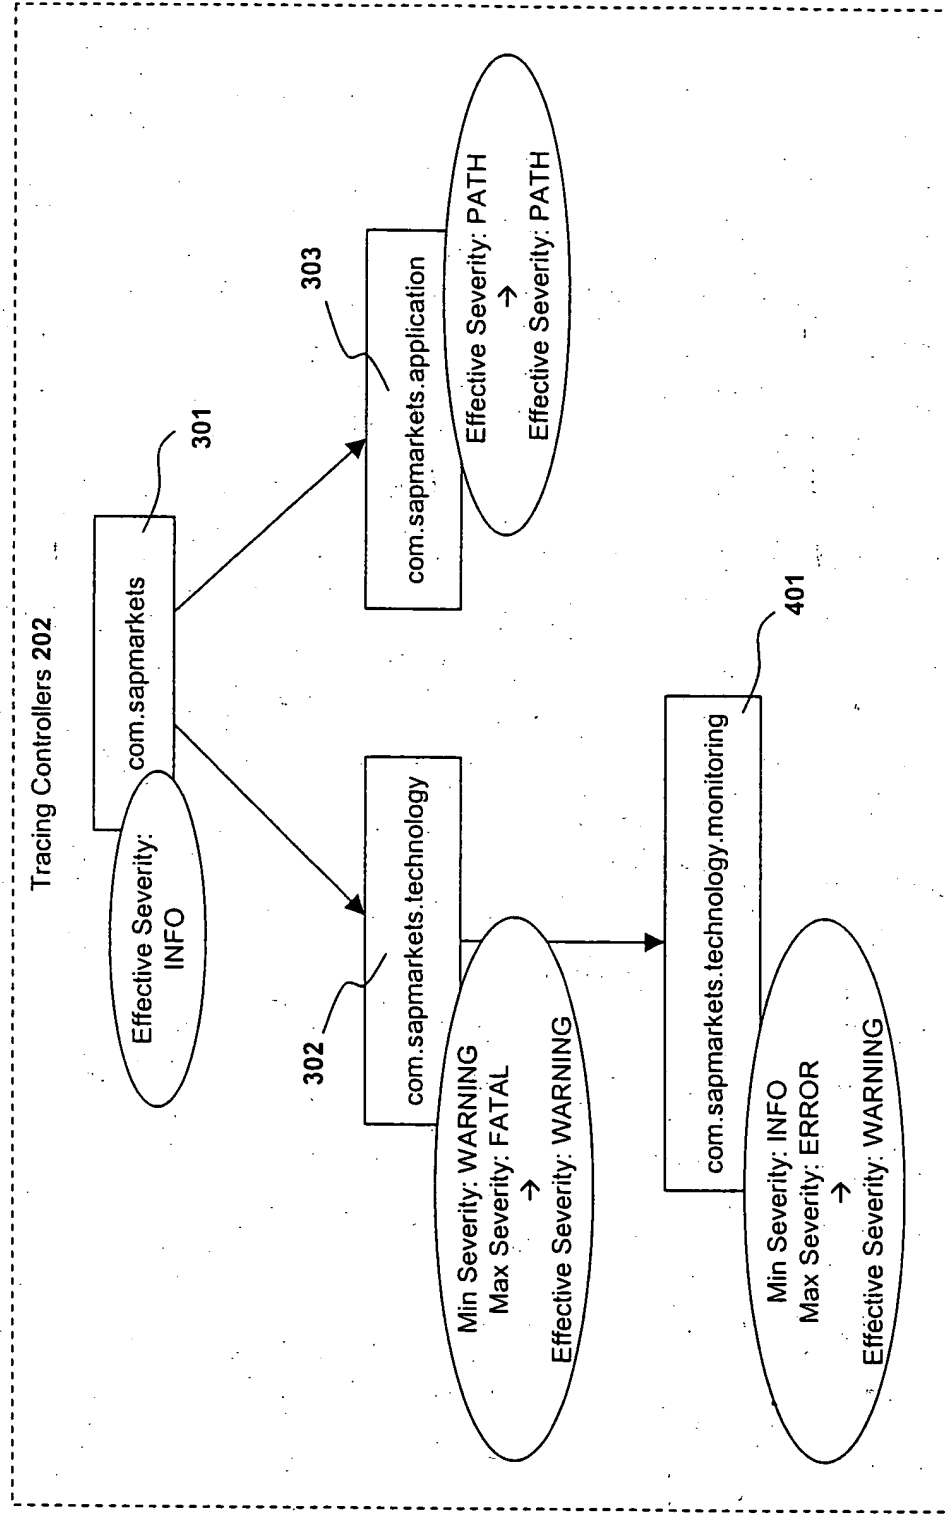 Tracing Controllers 202
com.sapmarkets
301
Effective Severity:
INFO
com.sapmarkets.technology
302
Min Severity: WARNING
Max Severity: FATAL
→
Effective Severity: WARNING
com.sapmarkets.application
303
Effective Severity: PATH
→
Effective Severity: PATH
com.sapmarkets.technology.monitoring
401
Min Severity: INFO
Max Severity: ERROR
→
Effective Severity: WARNING